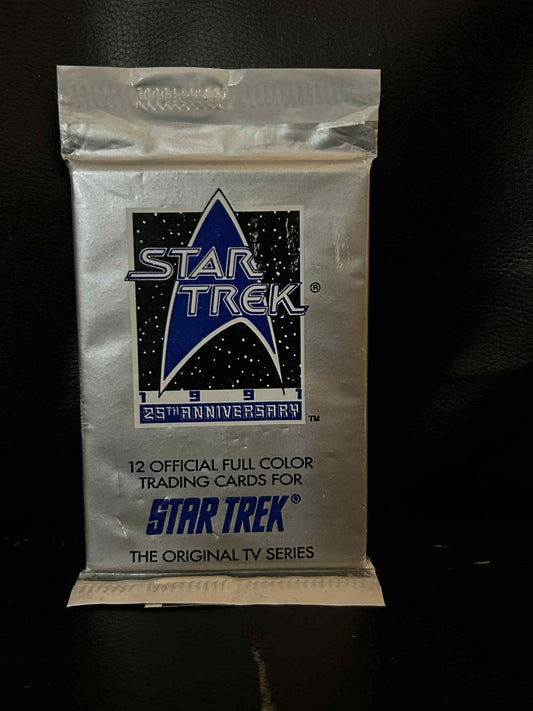 STAR
TREK®
1991
25TH ANNIVERSARY™
12 OFFICIAL FULL COLOR
TRADING CARDS FOR
STAR TREK®
THE ORIGINAL TV SERIES